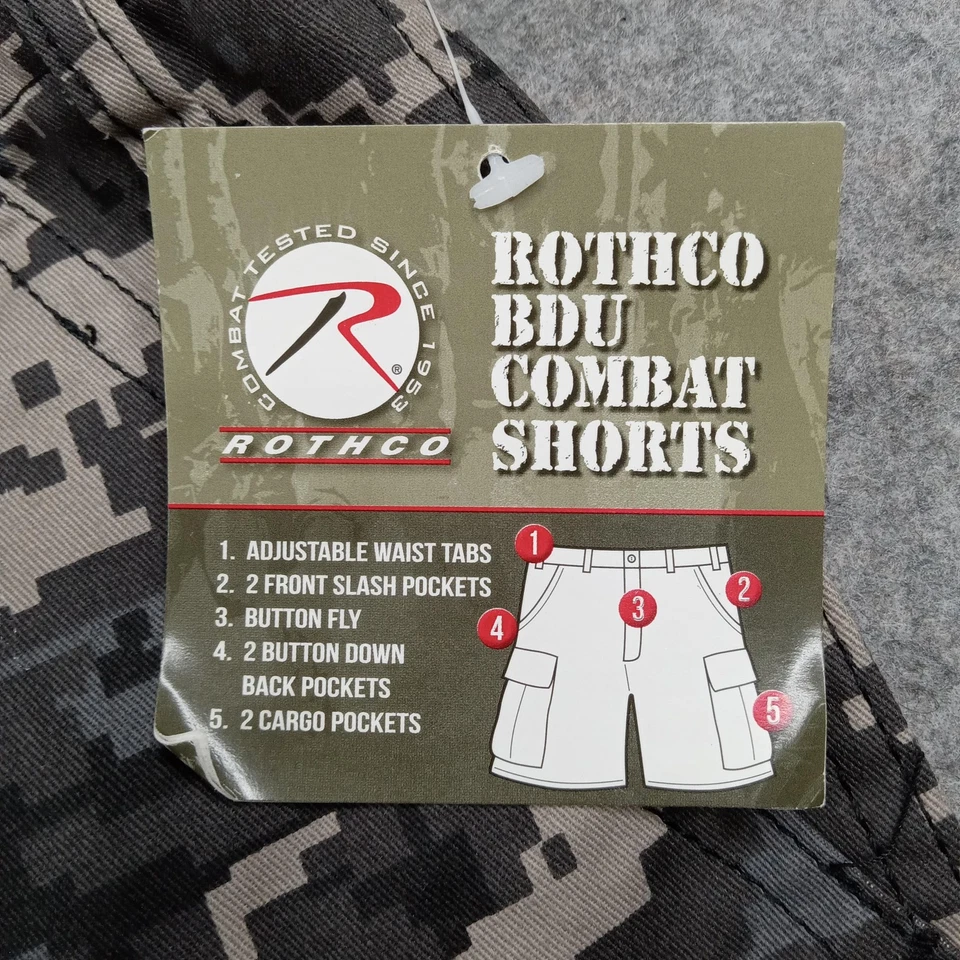 COMBAT TESTED SINCE 1953
R
®
ROTHCO
ROTHCO
BDU
COMBAT
SHORTS
1. ADJUSTABLE WAIST TABS
2. 2 FRONT SLASH POCKETS
3. BUTTON FLY
4. 2 BUTTON DOWN
BACK POCKETS
5. 2 CARGO POCKETS
1
2
3
4
5